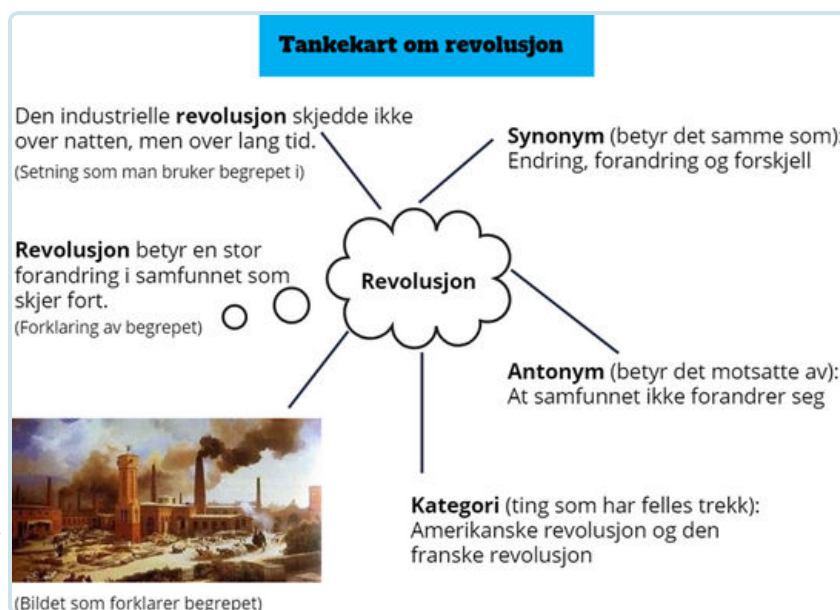 Tankekart om revolusjon
Den industrielle revolusjon skjedde ikke
over natten, men over lang tid.
(Setning som man bruker begrepet i)
Synonym (betyr det samme som):
Endring, forandring og forskjell
Revolusjon betyr en stor
forandring i samfunnet som
skjer fort.
(Forklaring av begrepet)
Revolusjon
Antonym (betyr det motsatte av):
At samfunnet ikke forandrer seg
Kategori (ting som har felles trekk):
Amerikanske revolusjon og den
franske revolusjon
(Bildet som forklarer begrepet)